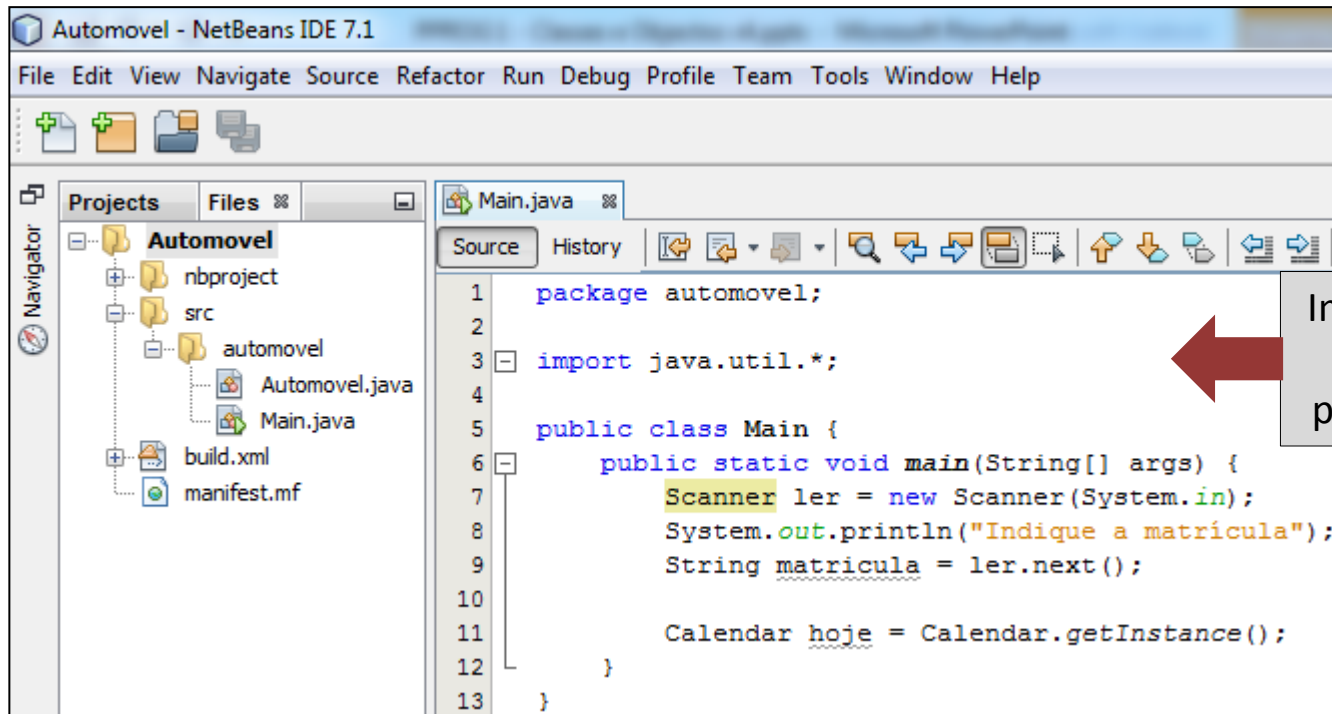 Automovel - NetBeans IDE 7.1
File Edit View Navigate Source Refactor Run Debug Profile Team Tools Window Help
Navigator
Projects Files
Automovel
nbproject
src
automovel
Automovel.java
Main.java
build.xml
manifest.mf
Main.java
Source History
1 package automovel;
2
3 import java.util.*;
4
5 public class Main {
6 public static void main(String[] args) {
7 Scanner ler = new Scanner(System.in);
8 System.out.println("Indique a matrícula");
9 String matricula = ler.next();
10
11 Calendar hoje = Calendar.getInstance();
12 }
13 }